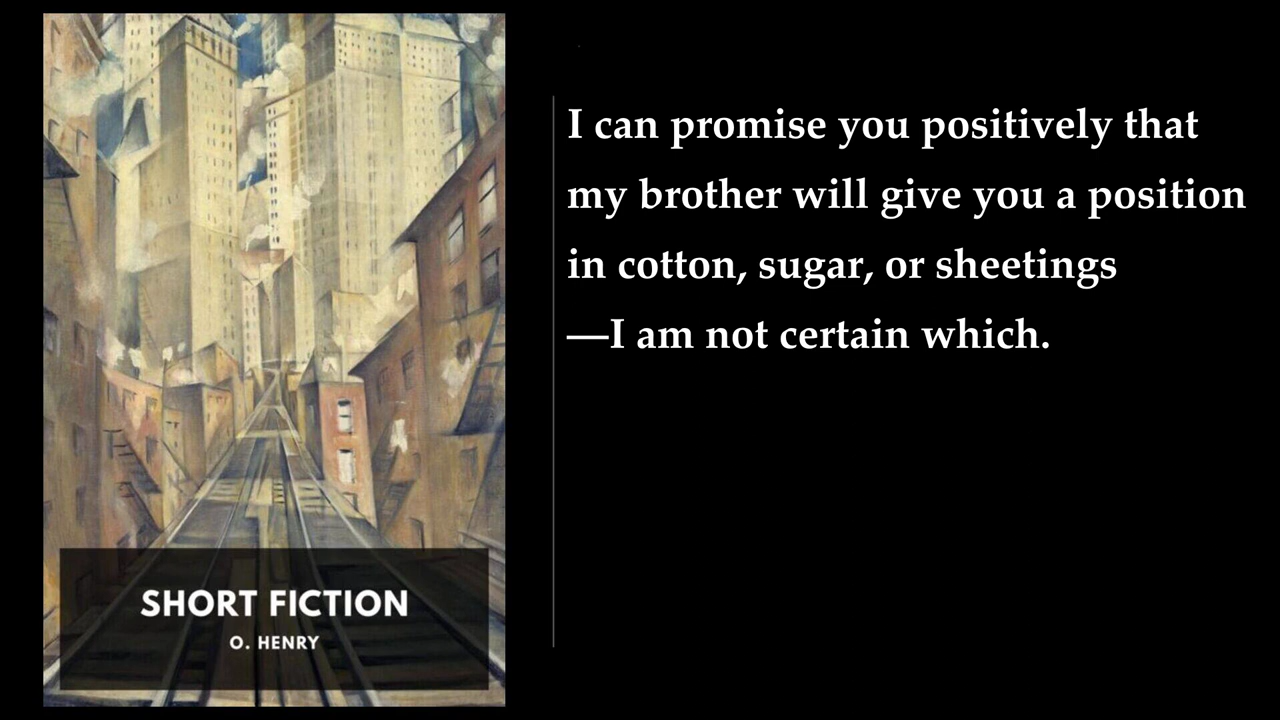 I can promise you positively that
my brother will give you a position
in cotton, sugar, or sheetings
—I am not certain which.
SHORT FICTION
O. HENRY